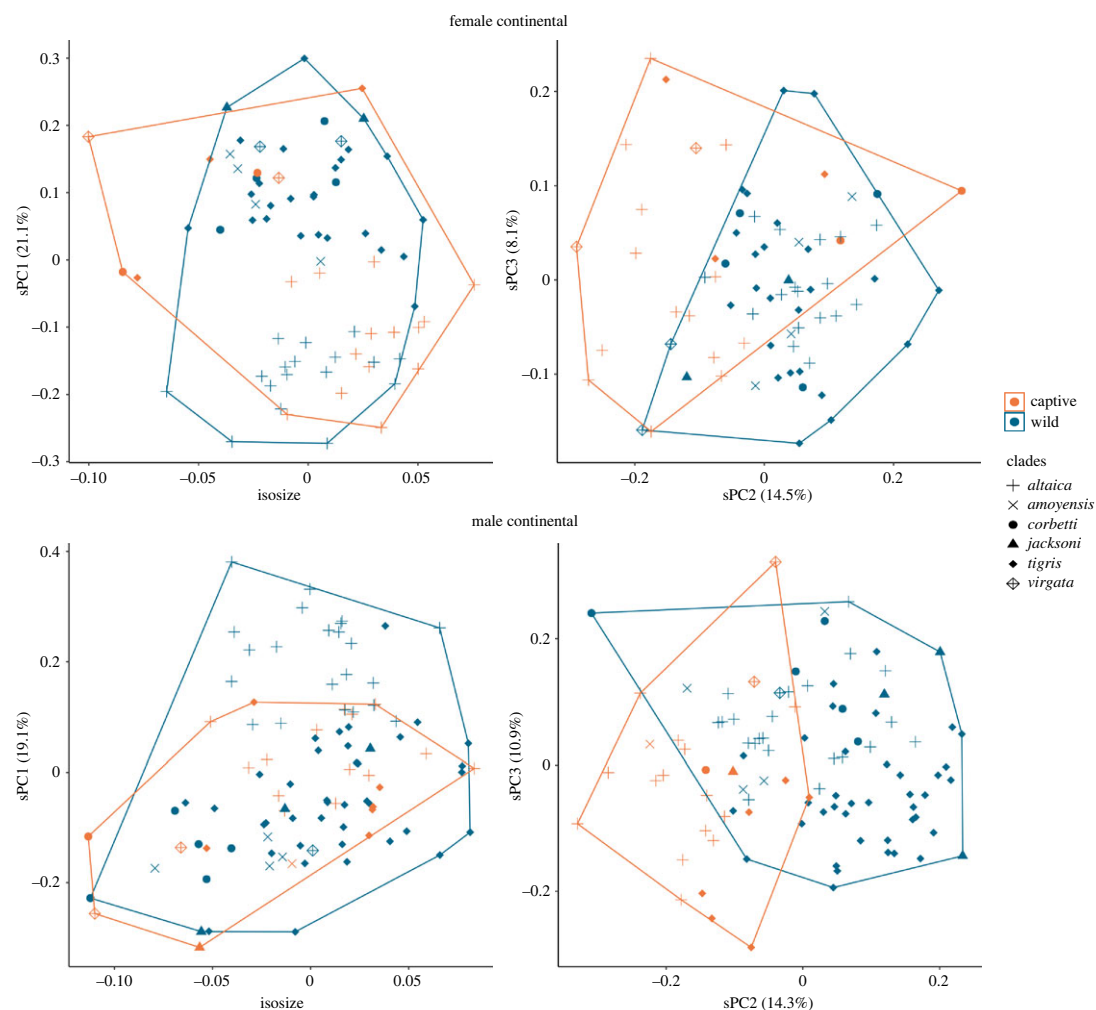 female continental
0.3
0.2
0.1
0
–0.1
–0.2
–0.3
sPC1 (21.1%)
–0.10
–0.05
0
0.05
isosize
0.2
0.1
0
–0.1
sPC3 (8.1%)
–0.2
0
0.2
sPC2 (14.5%)
captive
wild
clades
altaica
amoyensis
corbetti
jacksoni
tigris
virgata
male continental
0.4
0.2
0
–0.2
sPC1 (19.1%)
–0.10
–0.05
0
0.05
isosize
0.2
0
–0.2
sPC3 (10.9%)
–0.2
0
0.2
sPC2 (14.3%)